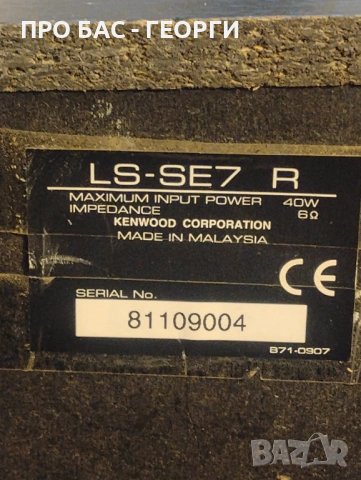 ПРО БАС - ГЕОРГИ
LS-SE7 R
MAXIMUM INPUT POWER 40W
IMPEDANCE 6Ω
KENWOOD CORPORATION
MADE IN MALAYSIA
CE
SERIAL No.
81109004
B71-0907
BAZAR